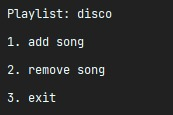 Playlist: disco
1. add song
2. remove song
3. exit